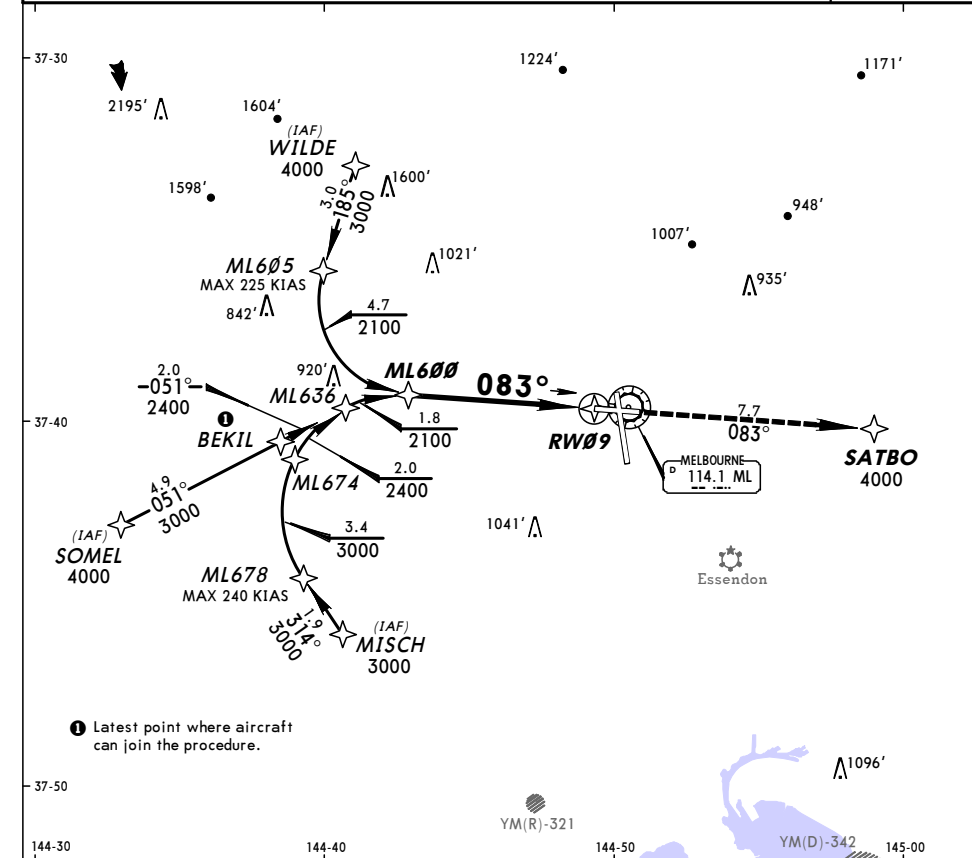 37-30
1224'
1171'
2195'
1604'
(IAF)
WILDE
4000
1600'
3.0
185°
3000
1598'
948'
1007'
ML6Ø5
MAX 225 KIAS
1021'
935'
842'
4.7
2100
2.0
051°
2400
920'
ML6ØØ
083°
ML636
❶
BEKIL
37-40
1.8
2100
RWØ9
7.7
083°
SATBO
4000
MELBOURNE
D 114.1 ML
ML674
2.0
2400
4.9
051°
3000
(IAF)
SOMEL
4000
3.4
3000
1041'
ML678
MAX 240 KIAS
Essendon
1.9
314°
3000
(IAF)
MISCH
3000
❶ Latest point where aircraft
can join the procedure.
1096'
37-50
YM(R)-321
YM(D)-342
144-30
144-40
144-50
145-00